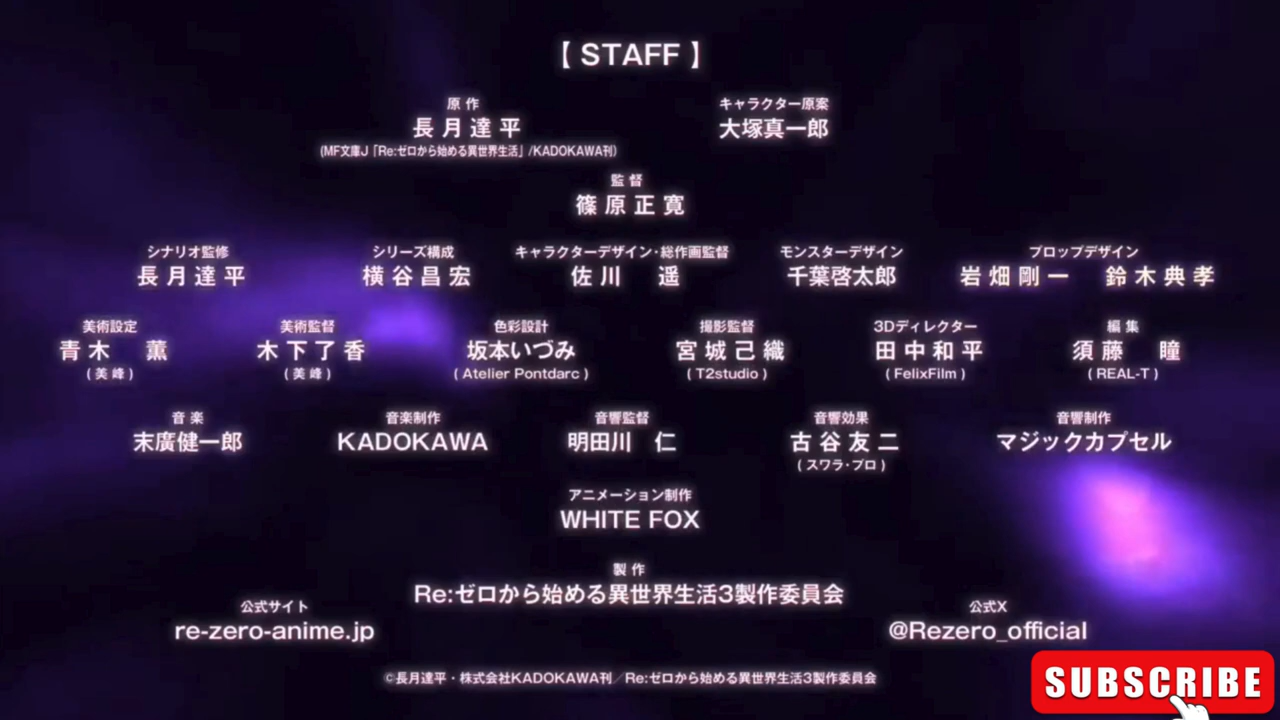 【 STAFF 】
原作 キャラクター原案
長月達平 大塚真一郎
(MF文庫J「Re:ゼロから始める異世界生活」/KADOKAWA刊)
監督
篠原正寛
シナリオ監修 シリーズ構成 キャラクターデザイン・総作画監督 モンスターデザイン プロップデザイン
長月達平 横谷昌宏 佐川 遥 千葉啓太郎 岩畑剛一 鈴木典孝
美術設定 美術監督 色彩設計 撮影監督 3Dディレクター 編集
青木 薫 木下了香 坂本いづみ 宮城己織 田中和平 須藤 瞳
(美峰) (美峰) (Atelier Pontdarc) (T2studio) (FelixFilm) (REAL-T)
音楽 音楽制作 音響監督 音響効果 音響制作
末廣健一郎 KADOKAWA 明田川 仁 古谷友二 マジックカプセル
(スワラ・プロ)
アニメーション制作
WHITE FOX
製作
Re:ゼロから始める異世界生活3製作委員会
公式サイト 公式X
re-zero-anime.jp @Rezero_official
©長月達平・株式会社KADOKAWA刊／Re:ゼロから始める異世界生活3製作委員会
SUBSCRIBE